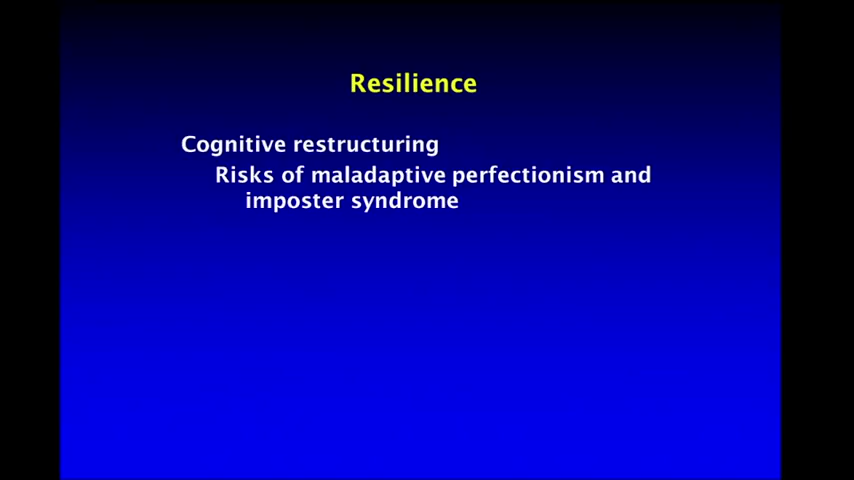 Resilience
Cognitive restructuring
Risks of maladaptive perfectionism and
imposter syndrome